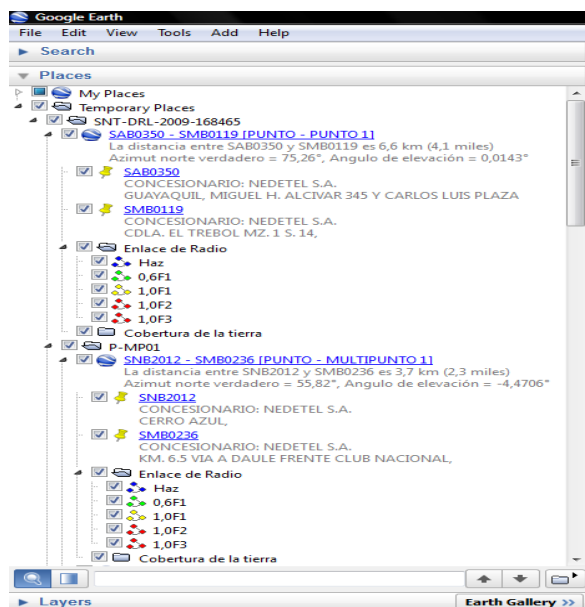 Google Earth
File Edit View Tools Add Help
Search
Places
My Places
Temporary Places
SNT-DRL-2009-168465
SAB0350 - SMB0119 [PUNTO - PUNTO 1]
La distancia entre SAB0350 y SMB0119 es 6,6 km (4,1 miles)
Azimut norte verdadero = 75,26°, Angulo de elevación = 0,0143°
SAB0350
CONCESIONARIO: NEDETEL S.A.
GUAYAQUIL, MIGUEL H. ALCIVAR 345 Y CARLOS LUIS PLAZA
SMB0119
CONCESIONARIO: NEDETEL S.A.
CDLA. EL TREBOL MZ. 1 S. 14,
Enlace de Radio
Haz
0,6F1
1,0F1
1,0F2
1,0F3
Cobertura de la tierra
P-MP01
SNB2012 - SMB0236 [PUNTO - MULTIPUNTO 1]
La distancia entre SNB2012 y SMB0236 es 3,7 km (2,3 miles)
Azimut norte verdadero = 55,82°, Angulo de elevación = -4,4706°
SNB2012
CONCESIONARIO: NEDETEL S.A.
CERRO AZUL,
SMB0236
CONCESIONARIO: NEDETEL S.A.
KM. 6.5 VIA A DAULE FRENTE CLUB NACIONAL,
Enlace de Radio
Haz
0,6F1
1,0F1
1,0F2
1,0F3
Cobertura de la tierra
Layers Earth Gallery >>